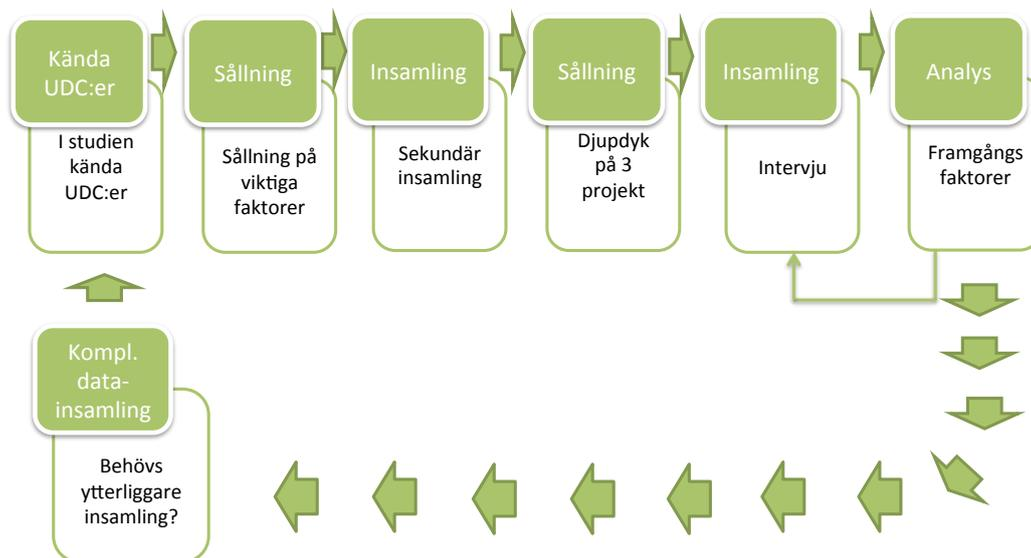 Kända
UDC:er
I studien
kända
UDC:er
Sållning
Sållning på
viktiga
faktorer
Insamling
Sekundär
insamling
Sållning
Djupdyk
på 3
projekt
Insamling
Intervju
Analys
Framgångs
faktorer
Kompl.
data-
insamling
Behövs
ytterliggare
insamling?